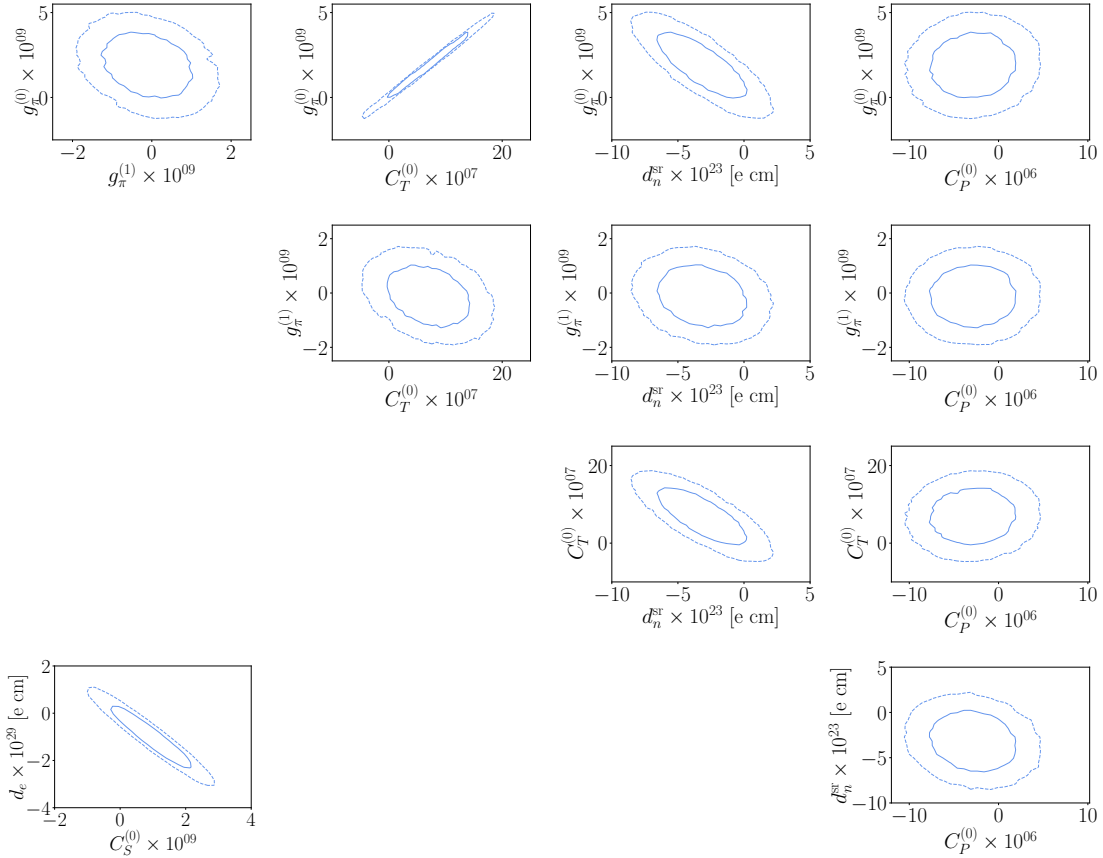 g_π^(0) × 10^09
5
0
−2 0 2
g_π^(1) × 10^09
g_π^(0) × 10^09
5
0
0 20
C_T^(0) × 10^07
g_π^(0) × 10^09
5
0
−10 −5 0 5
d_n^sr × 10^23 [e cm]
g_π^(0) × 10^09
5
0
−10 0 10
C_P^(0) × 10^06
g_π^(1) × 10^09
2
0
−2
0 20
C_T^(0) × 10^07
g_π^(1) × 10^09
2
0
−2
−10 −5 0 5
d_n^sr × 10^23 [e cm]
g_π^(1) × 10^09
2
0
−2
−10 0 10
C_P^(0) × 10^06
C_T^(0) × 10^07
20
0
−10 −5 0 5
d_n^sr × 10^23 [e cm]
C_T^(0) × 10^07
20
0
−10 0 10
C_P^(0) × 10^06
d_e × 10^29 [e cm]
2
0
−2
−4
−2 0 2 4
C_S^(0) × 10^09
d_n^sr × 10^23 [e cm]
5
0
−5
−10
−10 0 10
C_P^(0) × 10^06